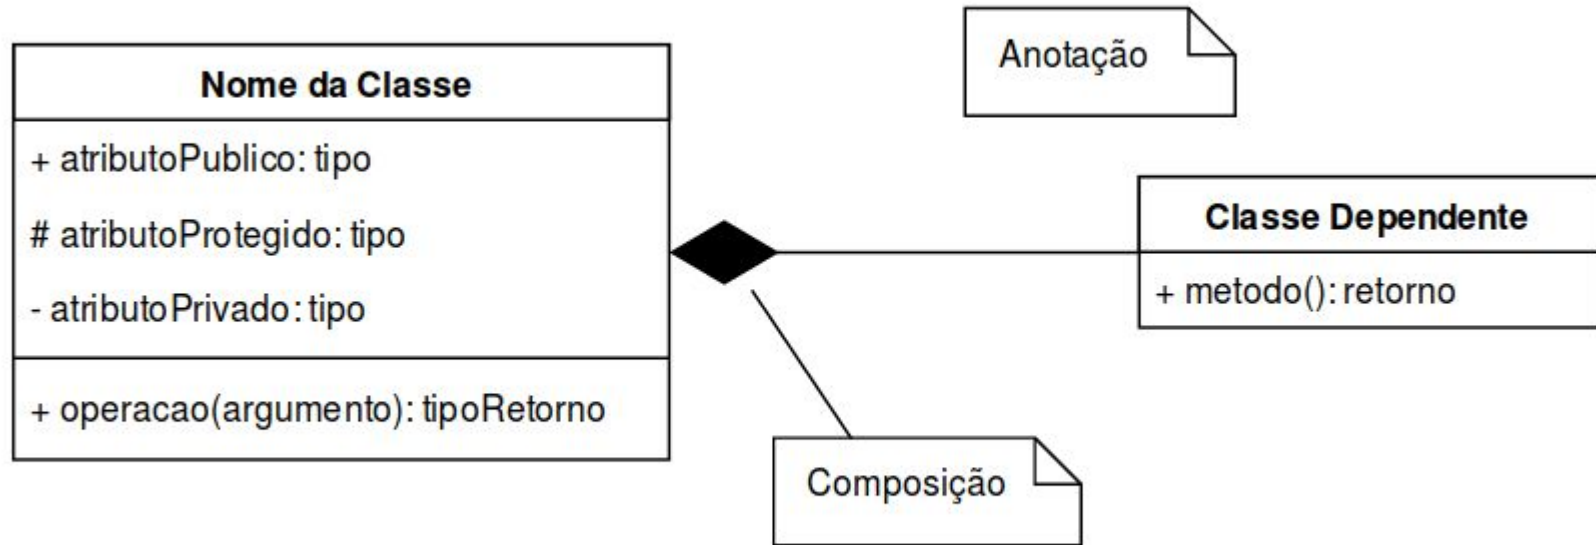 Anotação
Nome da Classe
+ atributoPublico: tipo
# atributoProtegido: tipo
- atributoPrivado: tipo
+ operacao(argumento): tipoRetorno
Classe Dependente
+ metodo(): retorno
Composição